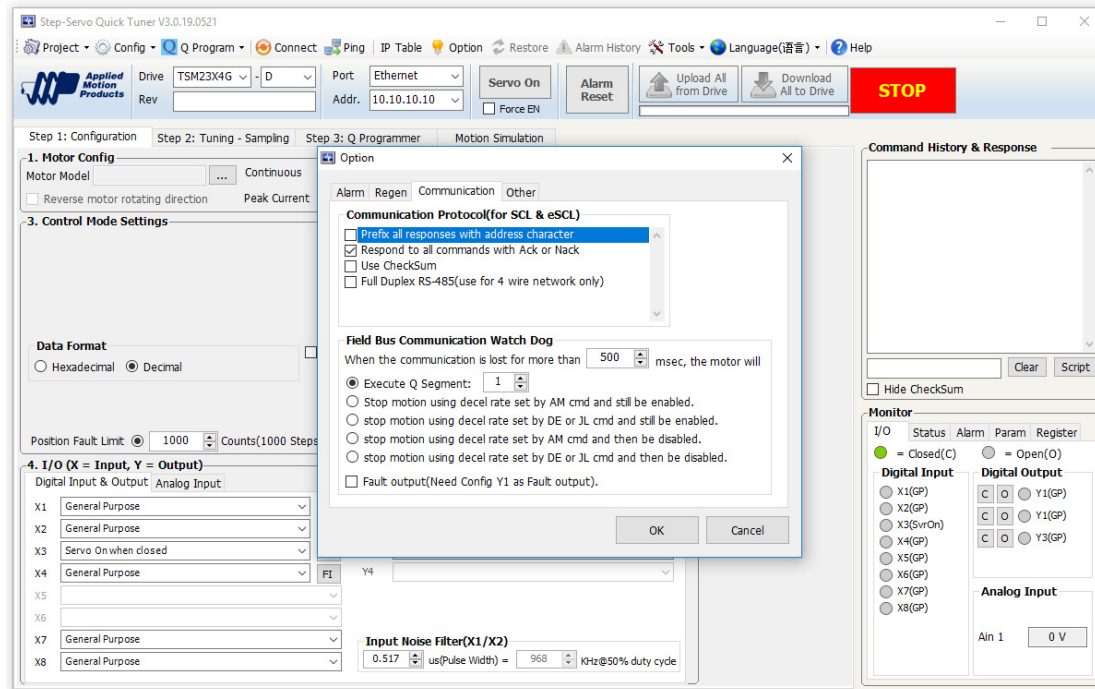 Step-Servo Quick Tuner V3.0.19.0521
Project Config Q Q Program Connect Ping IP Table Option Restore Alarm History Tools Language(语言) ? Help
Applied Motion Products
Drive TSM23X4G - D
Rev
Port Ethernet
Addr. 10.10.10.10
Servo On
Force EN
Alarm Reset
Upload All from Drive
Download All to Drive
STOP
Step 1: Configuration Step 2: Tuning - Sampling Step 3: Q Programmer Motion Simulation
1. Motor Config
Motor Model ... Continuous
Reverse motor rotating direction Peak Current
3. Control Mode Settings
Data Format
Hexadecimal Decimal
Position Fault Limit 1000 Counts(1000 Steps
4. I/O (X = Input, Y = Output)
Digital Input & Output Analog Input
X1 General Purpose
X2 General Purpose
X3 Servo On when closed
X4 General Purpose FI Y4
X5
X6
X7 General Purpose
X8 General Purpose
Input Noise Filter(X1/X2)
0.517 us(Pulse Width) = 968 KHz@50% duty cycle
Option
Alarm Regen Communication Other
Communication Protocol(for SCL & eSCL)
Prefix all responses with address character
Respond to all commands with Ack or Nack
Use CheckSum
Full Duplex RS-485(use for 4 wire network only)
Field Bus Communication Watch Dog
When the communication is lost for more than 500 msec, the motor will
Execute Q Segment: 1
Stop motion using decel rate set by AM cmd and still be enabled.
stop motion using decel rate set by DE or JL cmd and still be enabled.
stop motion using decel rate set by AM cmd and then be disabled.
stop motion using decel rate set by DE or JL cmd and then be disabled.
Fault output(Need Config Y1 as Fault output).
OK Cancel
Command History & Response
Clear Script
Hide CheckSum
Monitor
I/O Status Alarm Param Register
= Closed(C) = Open(O)
Digital Input
X1(GP)
X2(GP)
X3(SvrOn)
X4(GP)
X5(GP)
X6(GP)
X7(GP)
X8(GP)
Digital Output
C O Y1(GP)
C O Y1(GP)
C O Y3(GP)
Analog Input
Ain 1 0 V